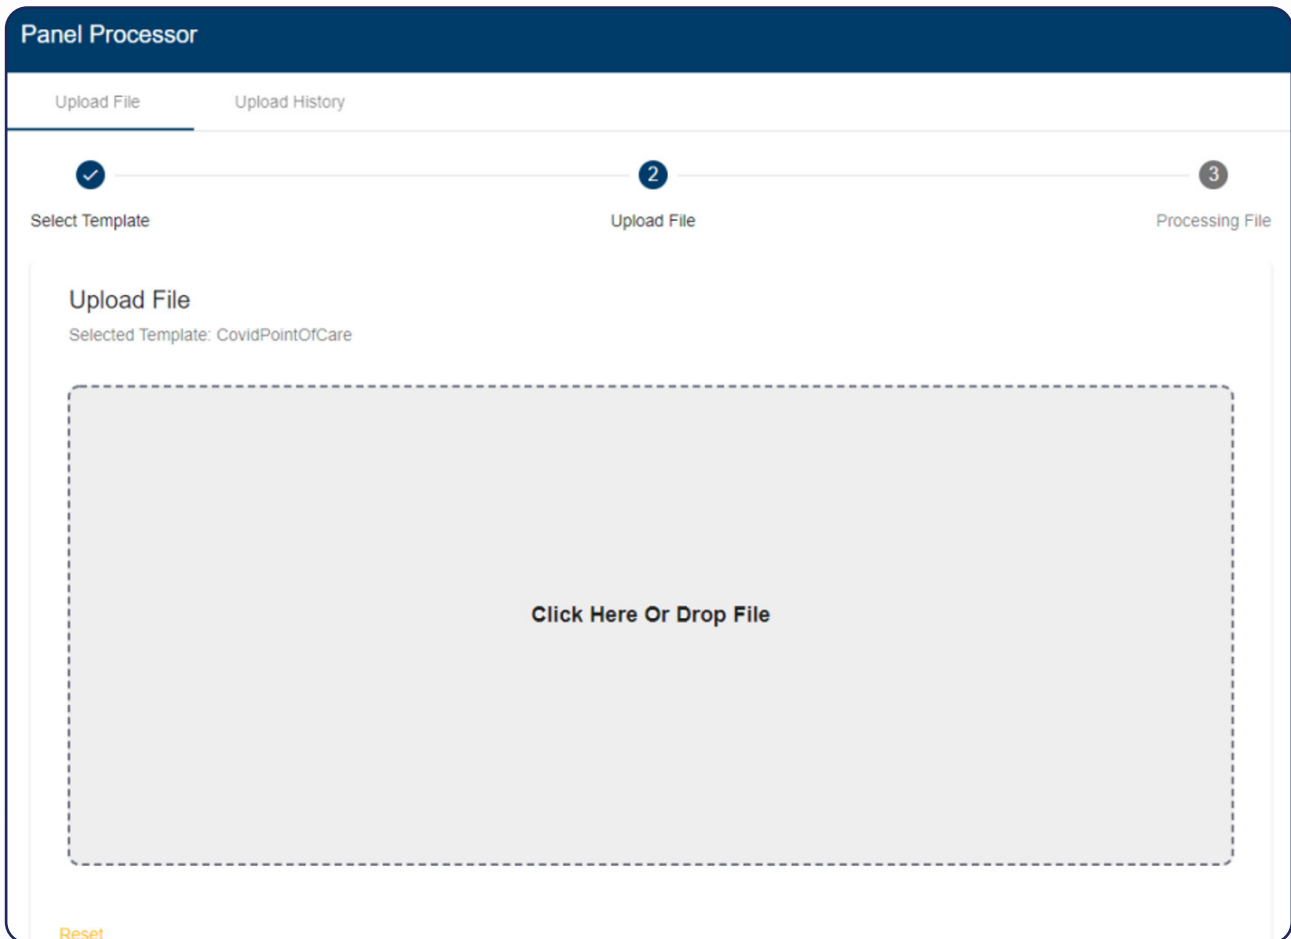 Panel Processor
Upload File Upload History
2 3
Select Template Upload File Processing File
Upload File
Selected Template: CovidPointOfCare
Click Here Or Drop File
Reset